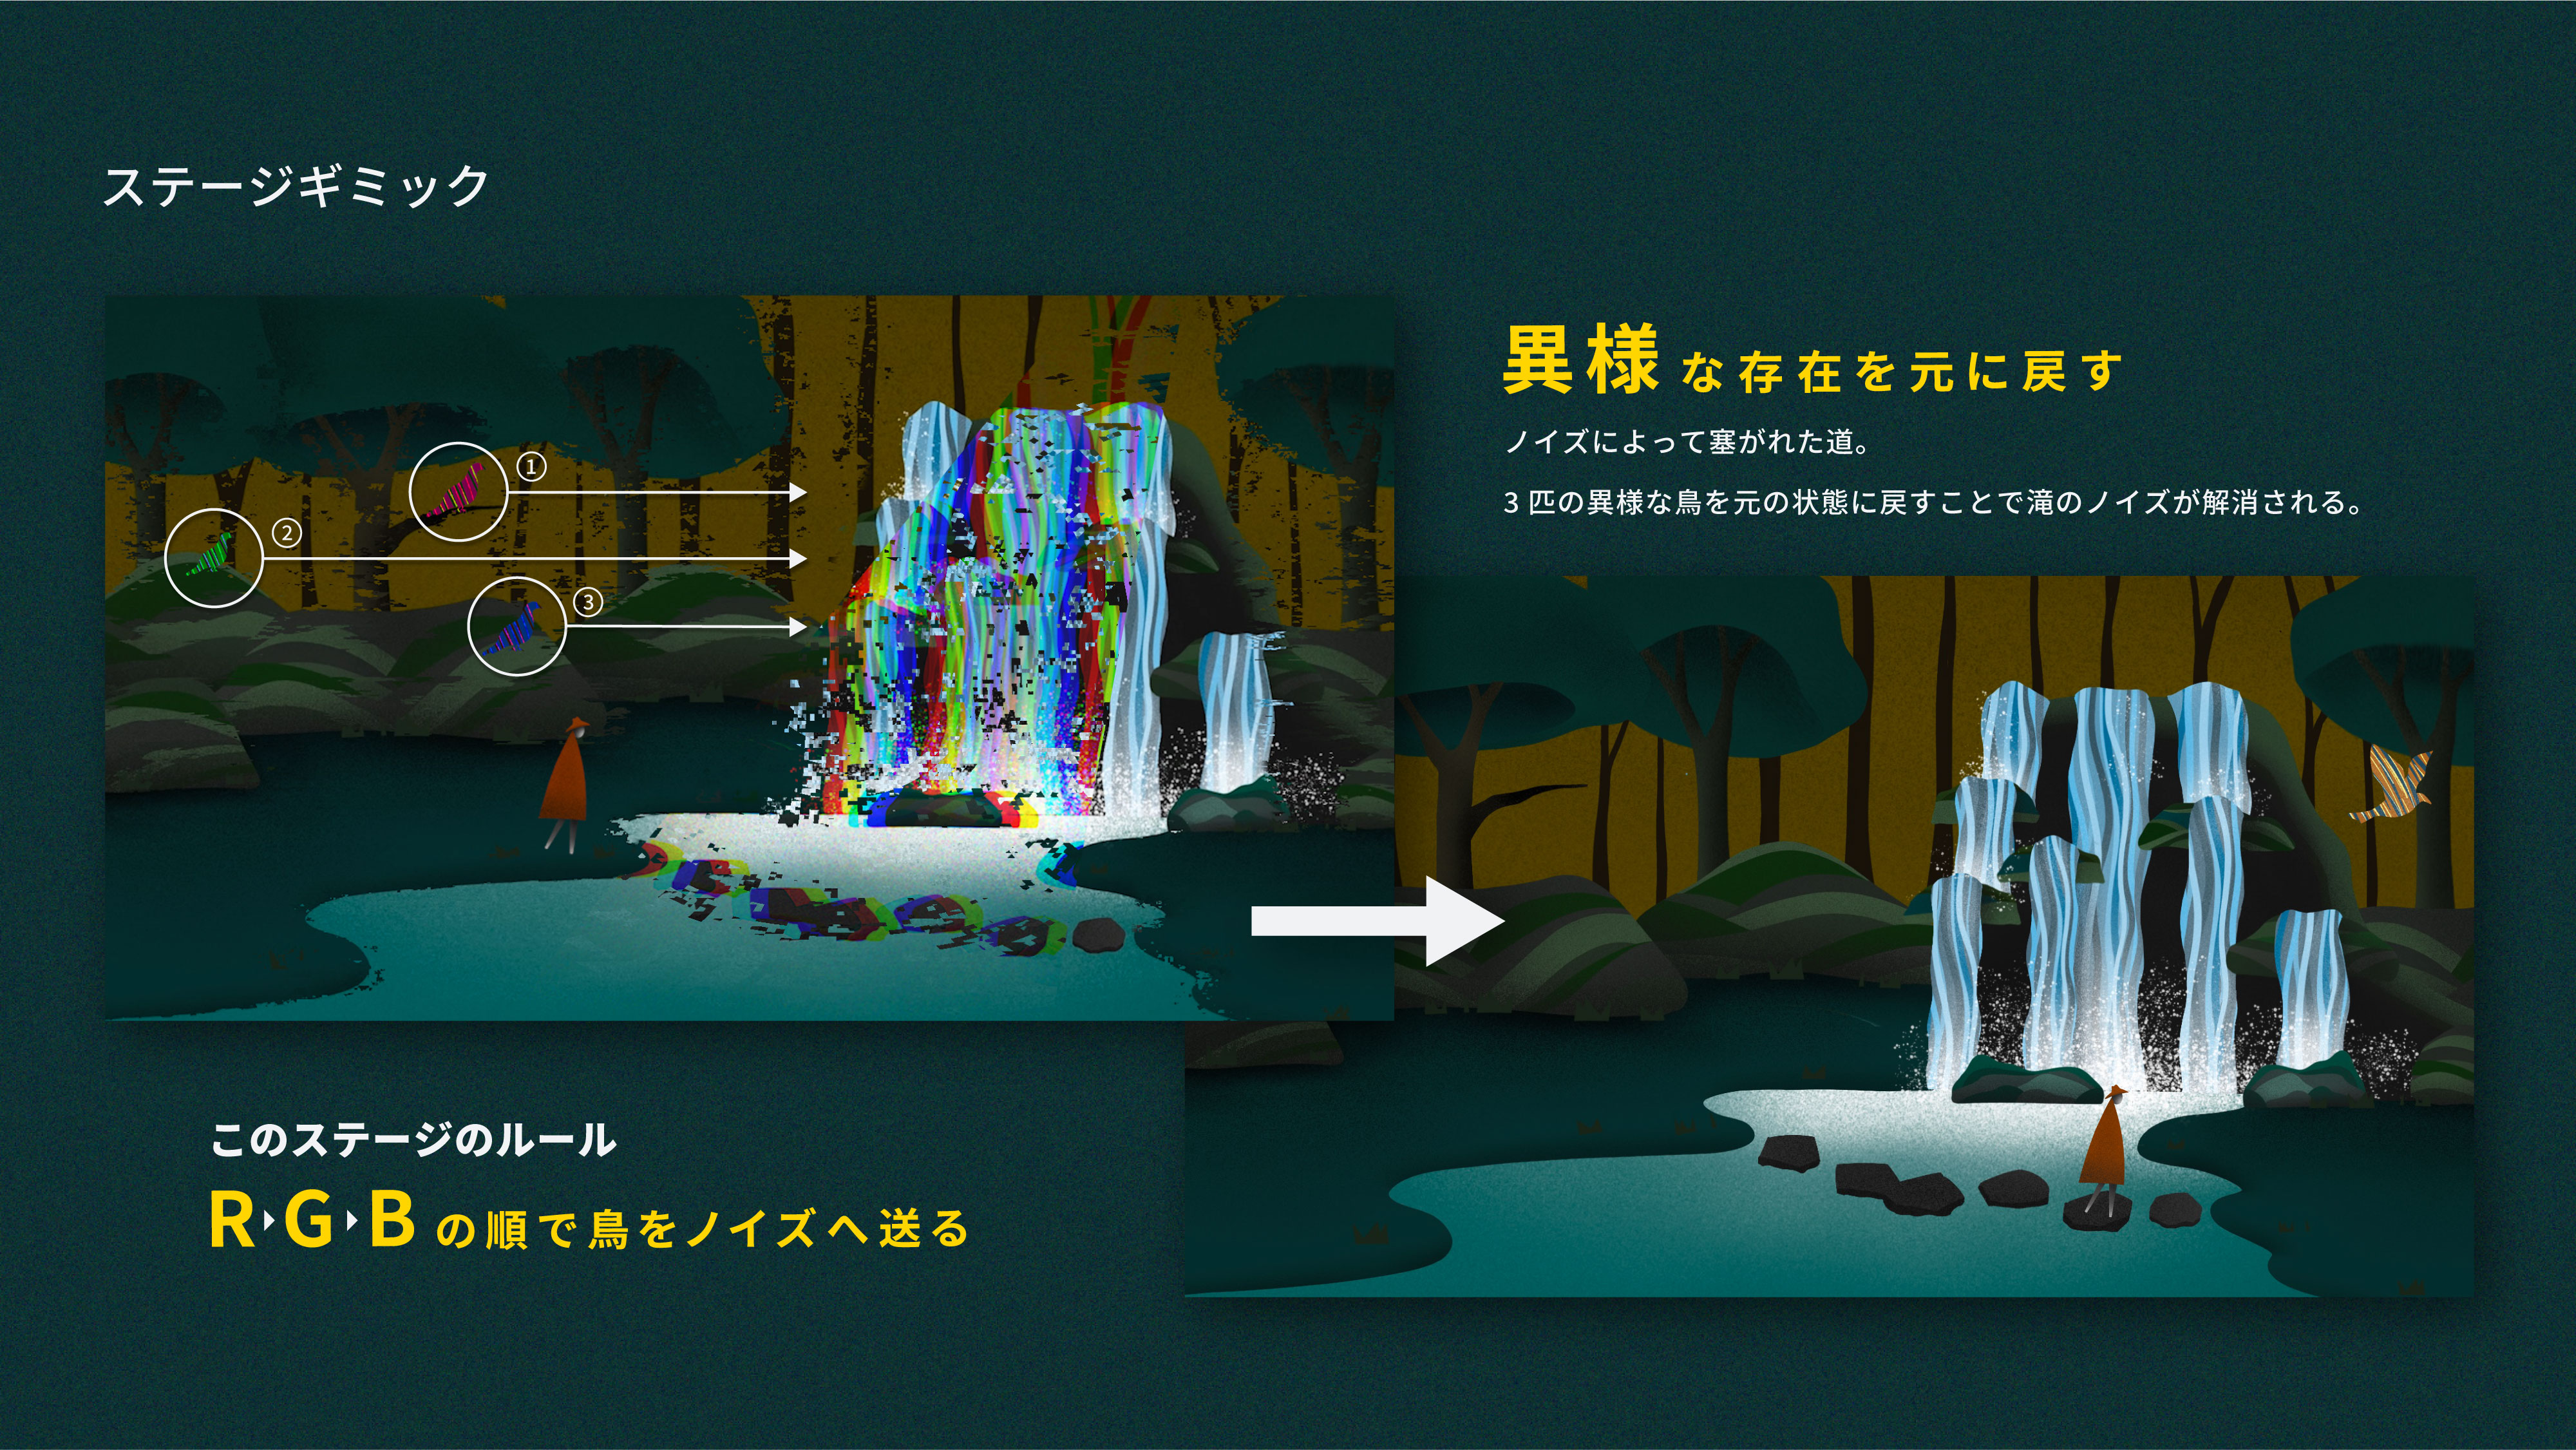 ステージギミック
①
②
③
異様な存在を元に戻す
ノイズによって塞がれた道。
3 匹の異様な鳥を元の状態に戻すことで滝のノイズが解消される。
このステージのルール
R▶G▶B の順で鳥をノイズへ送る